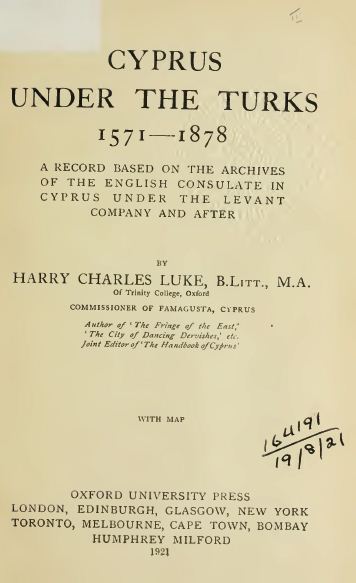 CYPRUS
UNDER THE TURKS
1571—1878
A RECORD BASED ON THE ARCHIVES
OF THE ENGLISH CONSULATE IN
CYPRUS UNDER THE LEVANT
COMPANY AND AFTER
BY
HARRY CHARLES LUKE, B.LITT., M.A.
Of Trinity College, Oxford
COMMISSIONER OF FAMAGUSTA, CYPRUS
Author of 'The Fringe of the East,'
'The City of Dancing Dervishes,' etc.
Joint Editor of 'The Handbook of Cyprus'
WITH MAP
164191
19/8/21
OXFORD UNIVERSITY PRESS
LONDON, EDINBURGH, GLASGOW, NEW YORK
TORONTO, MELBOURNE, CAPE TOWN, BOMBAY
HUMPHREY MILFORD
1921